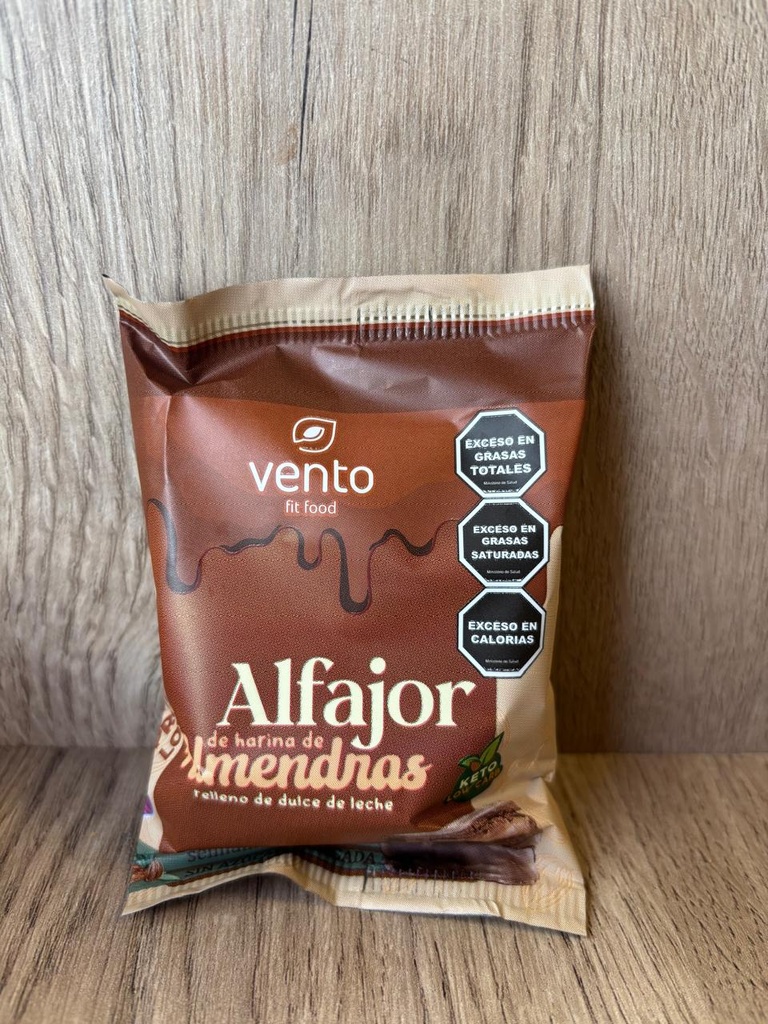 vento
fit food
EXCESO EN
GRASAS
TOTALES
Ministerio de Salud
EXCESO EN
GRASAS
SATURADAS
Ministerio de Salud
EXCESO EN
CALORIAS
Ministerio de Salud
Alfajor
de harina de
Almendras
relleno de dulce de leche
KETO